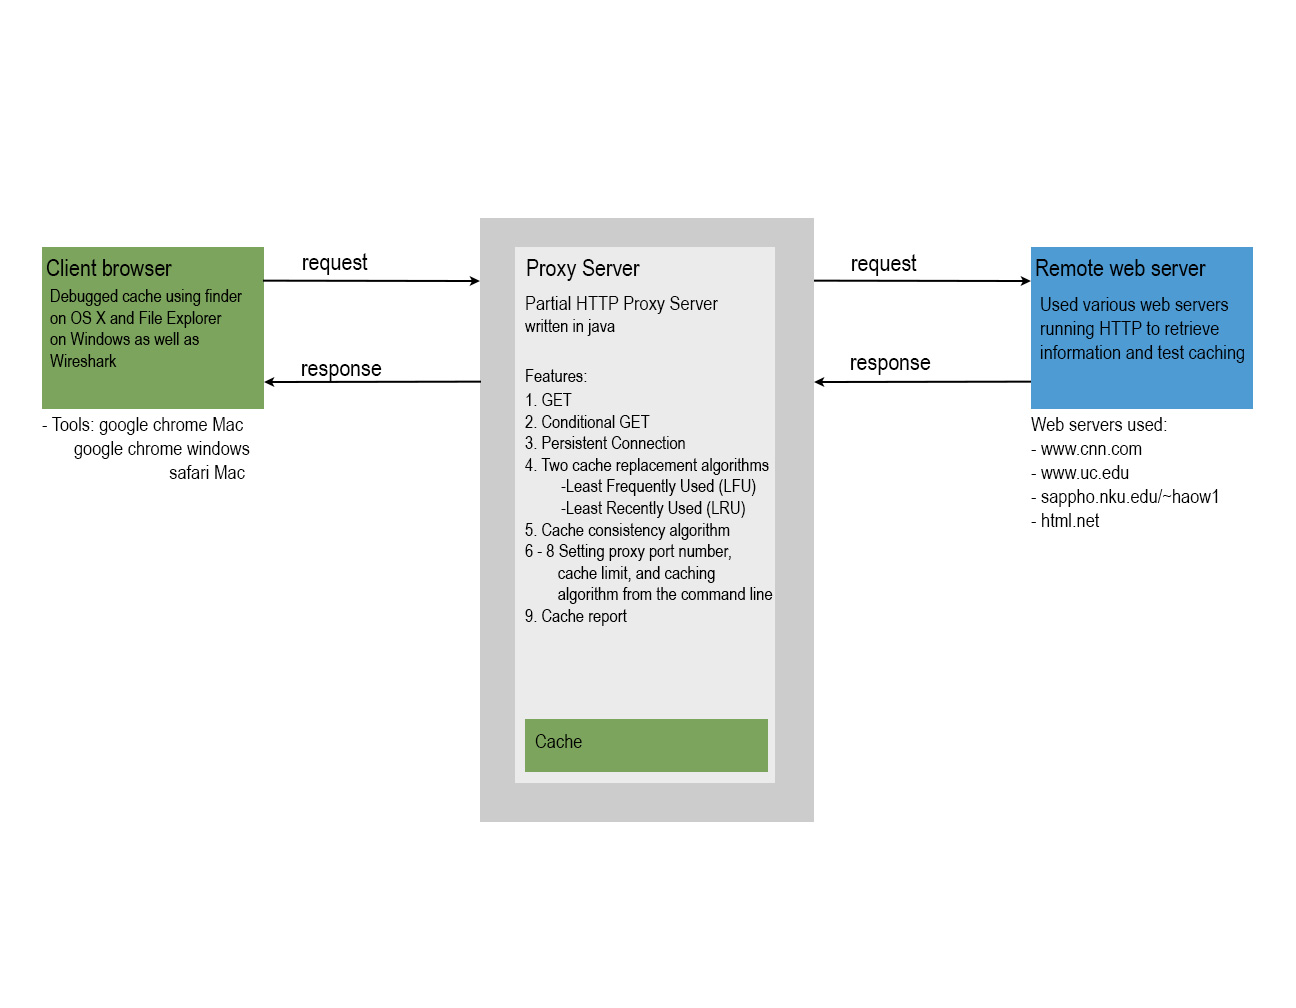 Client browser
Debugged cache using finder
on OS X and File Explorer
on Windows as well as
Wireshark
- Tools: google chrome Mac
google chrome windows
safari Mac
request
response
Proxy Server
Partial HTTP Proxy Server
written in java
Features:
1. GET
2. Conditional GET
3. Persistent Connection
4. Two cache replacement algorithms
-Least Frequently Used (LFU)
-Least Recently Used (LRU)
5. Cache consistency algorithm
6 - 8 Setting proxy port number,
cache limit, and caching
algorithm from the command line
9. Cache report
Cache
request
response
Remote web server
Used various web servers
running HTTP to retrieve
information and test caching
Web servers used:
- www.cnn.com
- www.uc.edu
- sappho.nku.edu/~haow1
- html.net